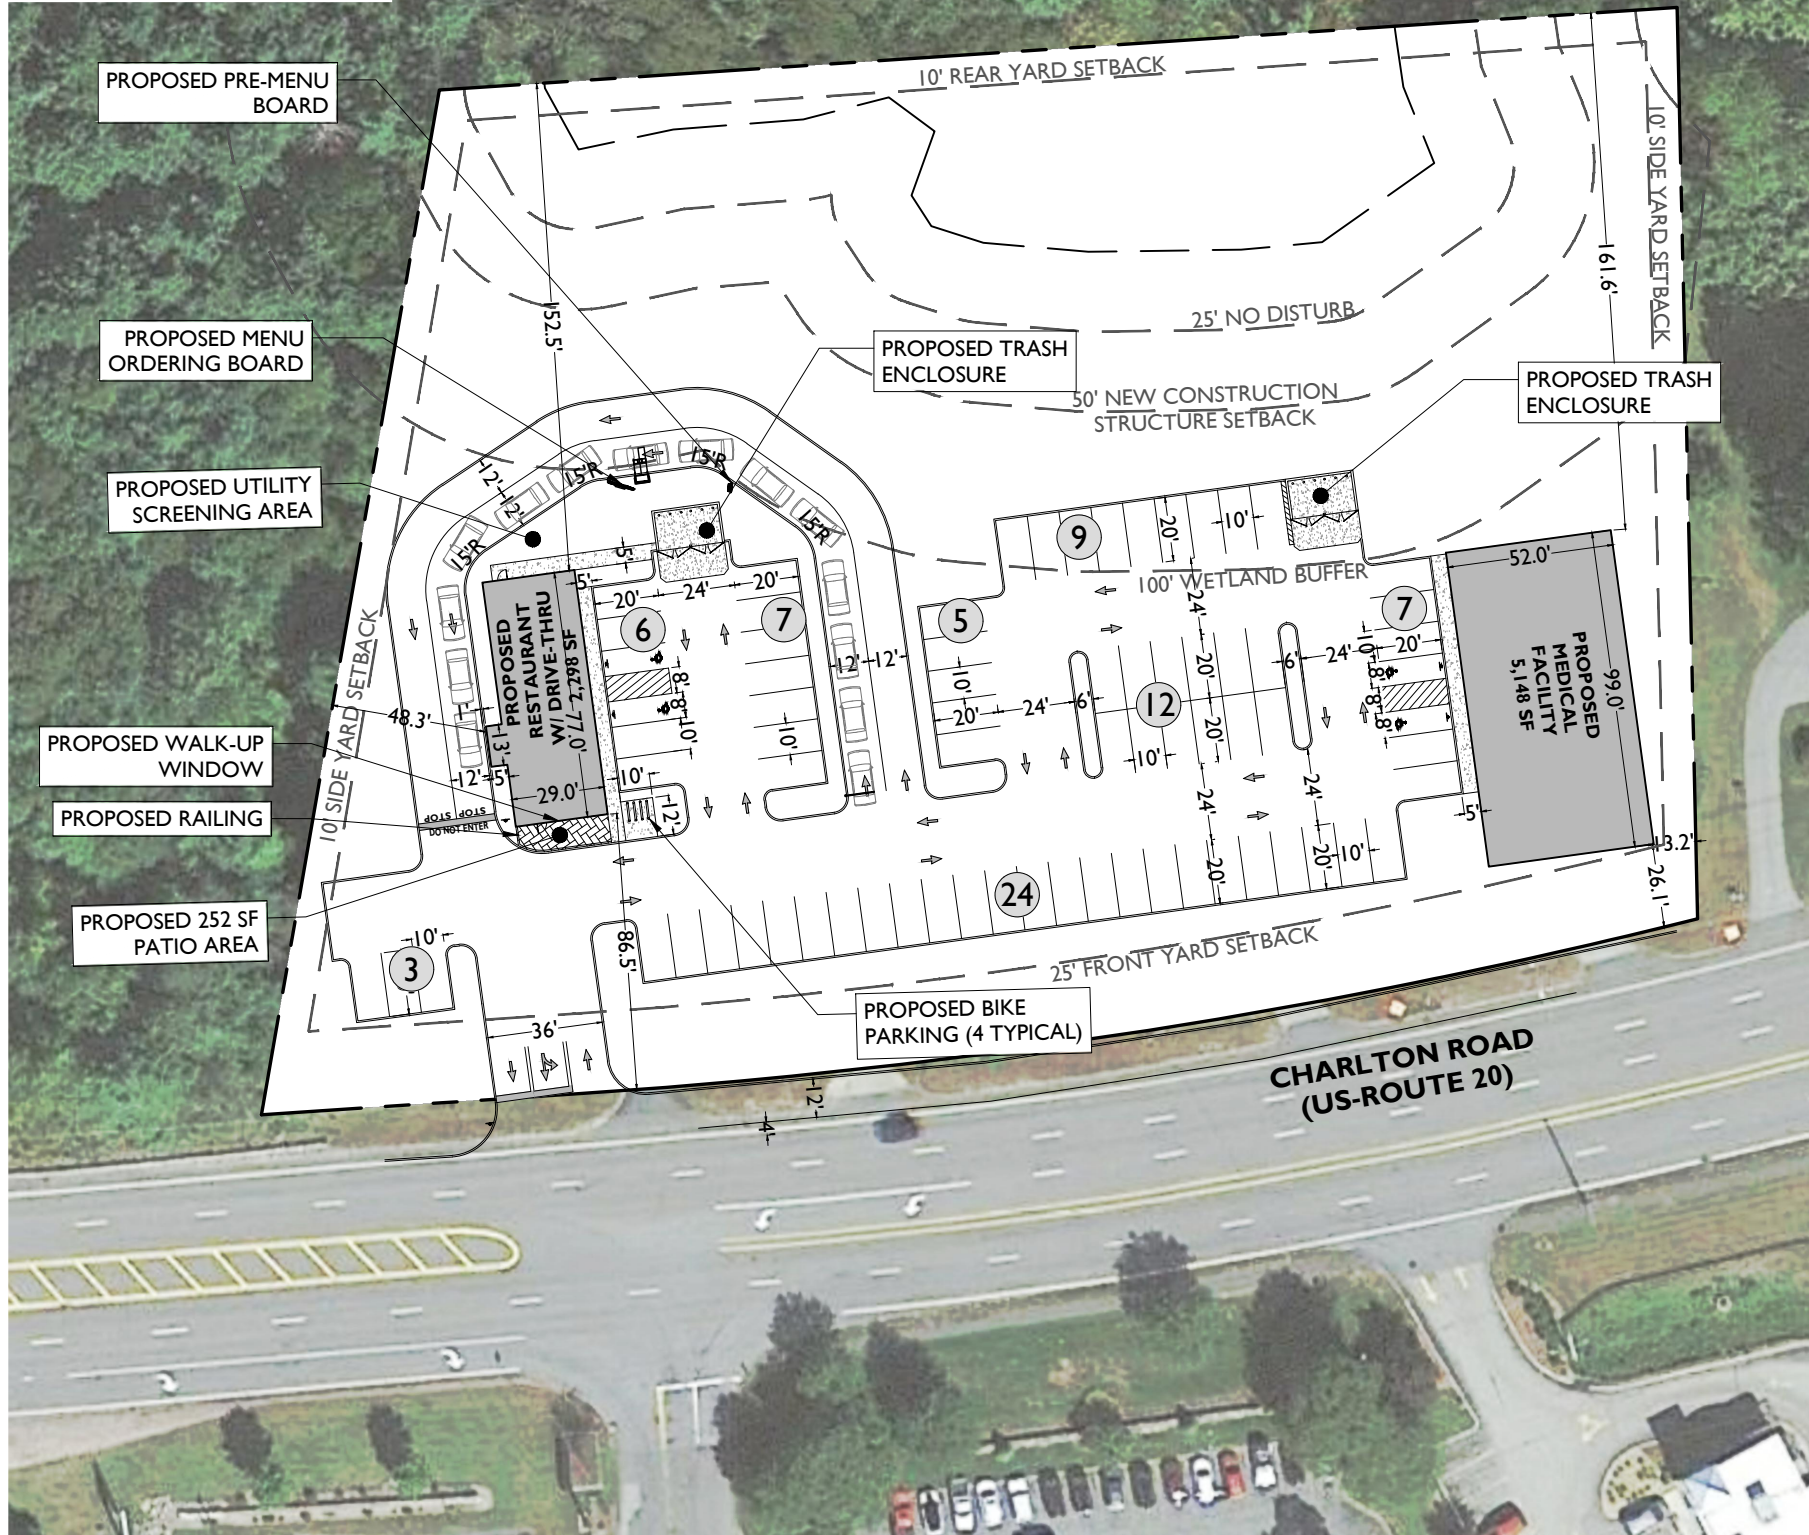 10' REAR YARD SETBACK
PROPOSED PRE-MENU
BOARD
10' SIDE YARD SETBACK
161.6'
152.5'
25' NO DISTURB
PROPOSED MENU
ORDERING BOARD
PROPOSED TRASH
ENCLOSURE
50' NEW CONSTRUCTION
STRUCTURE SETBACK
PROPOSED TRASH
ENCLOSURE
PROPOSED UTILITY
SCREENING AREA
12'
12'
15'R
15'R
15'R
15'R
9
20'
10'
5'
5'
20'
24'
20'
100' WETLAND BUFFER
52.0'
PROPOSED
RESTAURANT
W/ DRIVE-THRU
2,298 SF
77.0'
29.0'
6
7
5
7
24'
10'
8'
8'
20'
PROPOSED
MEDICAL
FACILITY
5,148 SF
99.0'
8'
8'
10'
10'
12'
12'
10'
20'
24'
6'
12
20'
20'
10'
6'
24'
10' SIDE YARD SETBACK
48.3'
1'
13'
12'
5'
10'
12'
PROPOSED WALK-UP
WINDOW
PROPOSED RAILING
STOP
STOP
DO NOT ENTER
24'
24'
5'
20'
20'
10'
13.2'
26.1'
24
PROPOSED 252 SF
PATIO AREA
10'
3
86.5'
25' FRONT YARD SETBACK
PROPOSED BIKE
PARKING (4 TYPICAL)
36'
12'
4'
CHARLTON ROAD
(US-ROUTE 20)